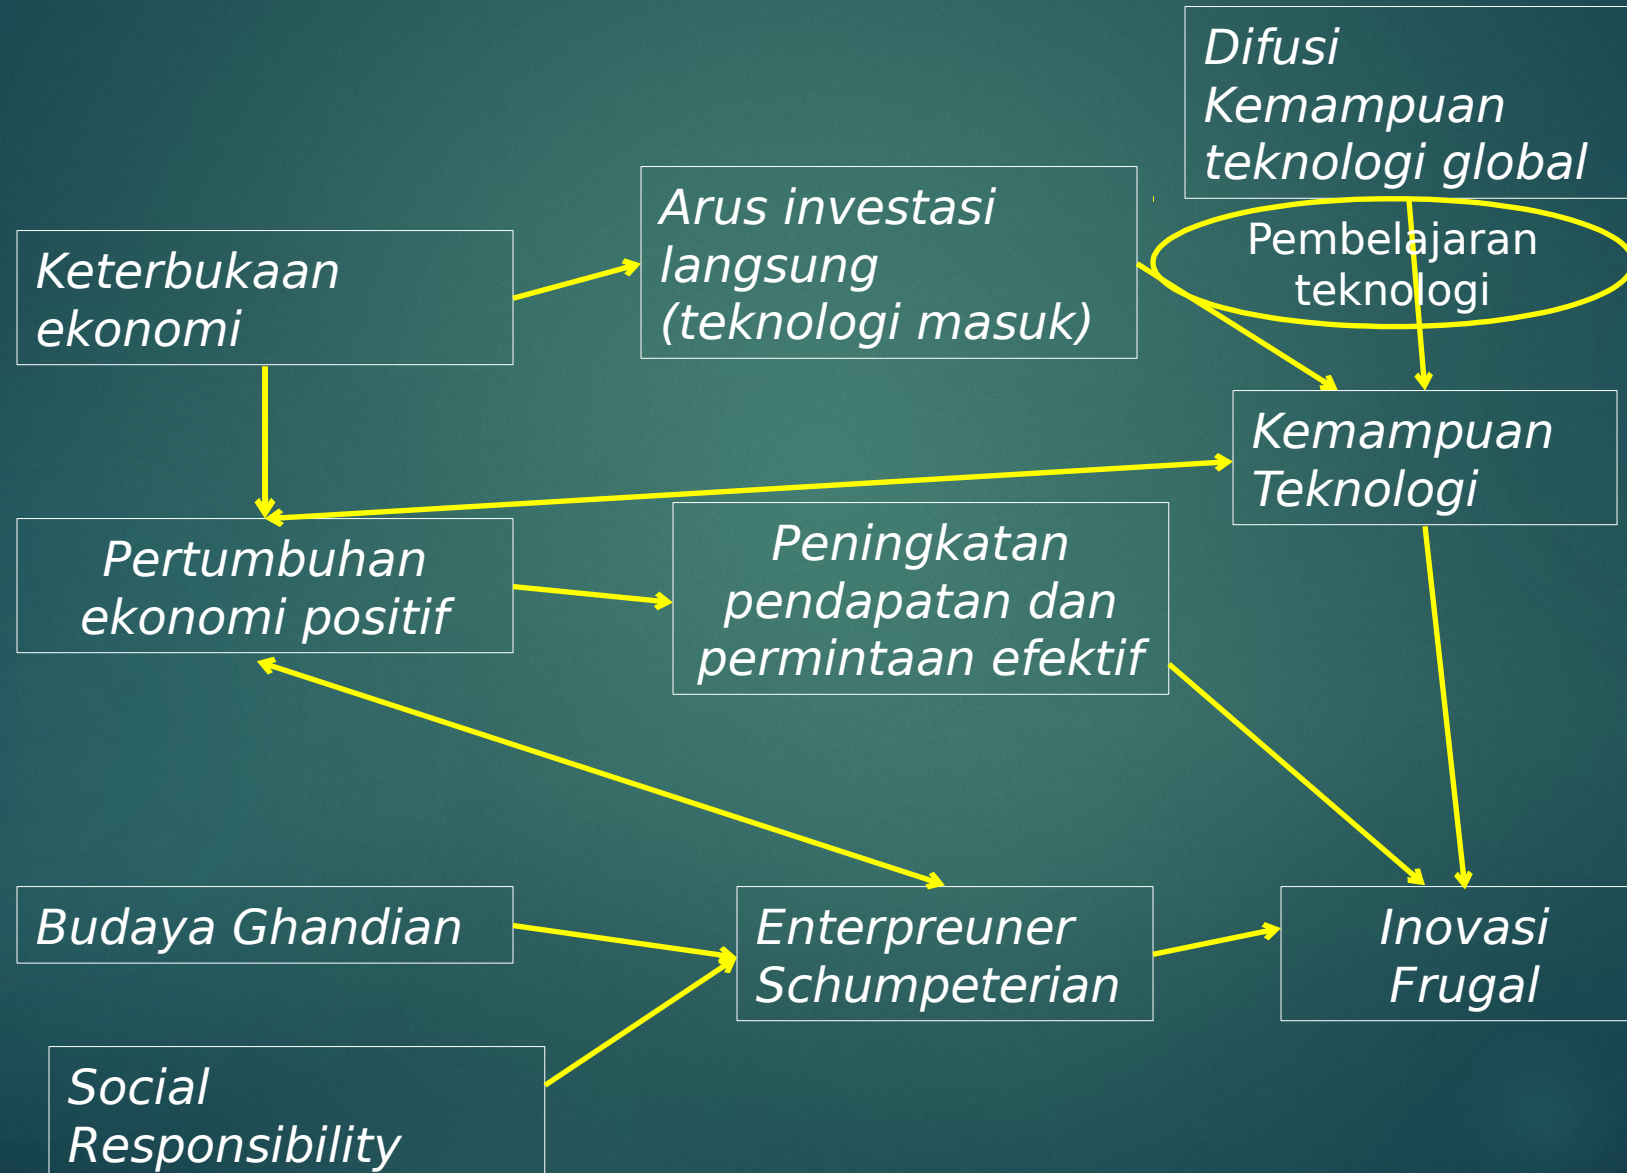 Difusi
Kemampuan
teknologi global
Arus investasi
langsung
(teknologi masuk)
Pembelajaran
teknologi
Keterbukaan
ekonomi
Kemampuan
Teknologi
Pertumbuhan
ekonomi positif
Peningkatan
pendapatan dan
permintaan efektif
Budaya Ghandian
Enterpreuner
Schumpeterian
Inovasi
Frugal
Social
Responsibility